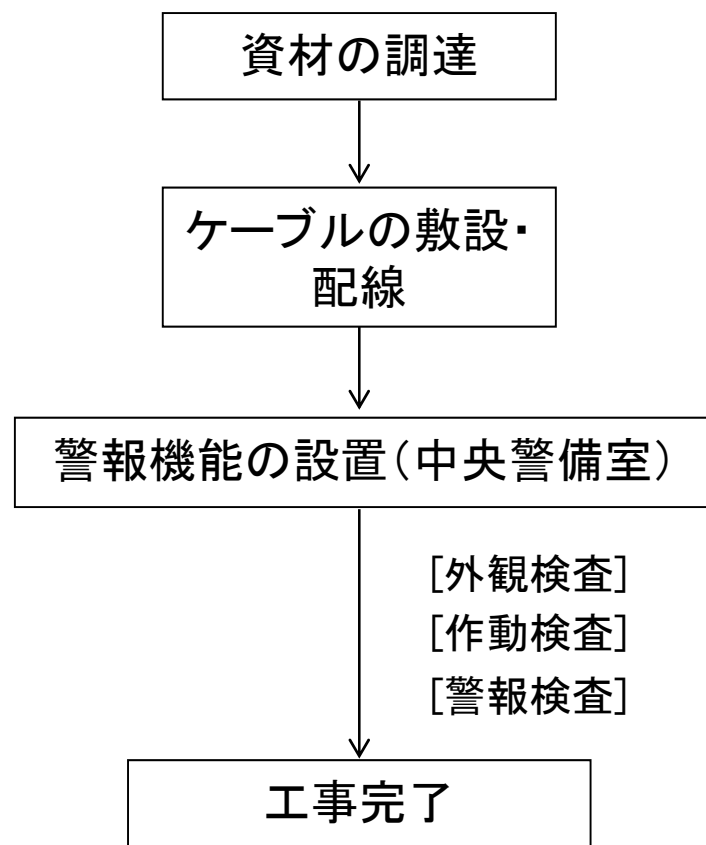 資材の調達
ケーブルの敷設・
配線
警報機能の設置(中央警備室)
[外観検査]
[作動検査]
[警報検査]
工事完了